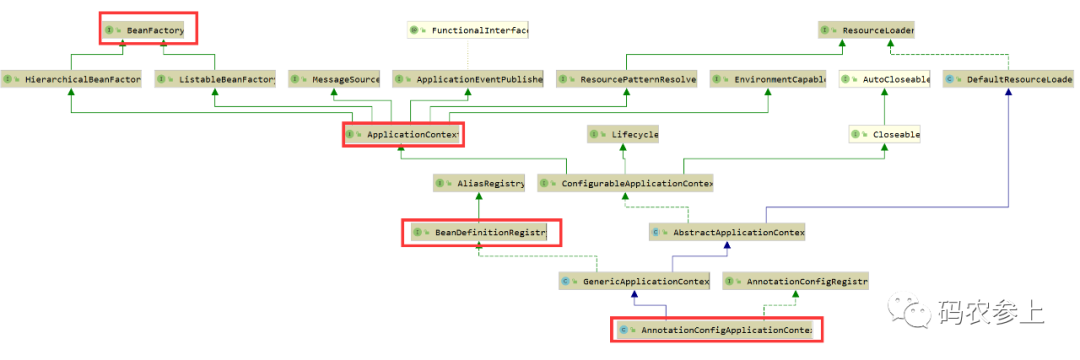 BeanFactory
FunctionalInterface
ResourceLoader
HierarchicalBeanFactor
ListableBeanFactory
MessageSource
ApplicationEventPublishe
ResourcePatternResolve
EnvironmentCapable
AutoCloseable
DefaultResourceLoade
ApplicationContext
Lifecycle
Closeable
AliasRegistry
ConfigurableApplicationContex
BeanDefinitionRegistr
AbstractApplicationContex
GenericApplicationContex
AnnotationConfigRegistr
AnnotationConfigApplicationContex
码农参上